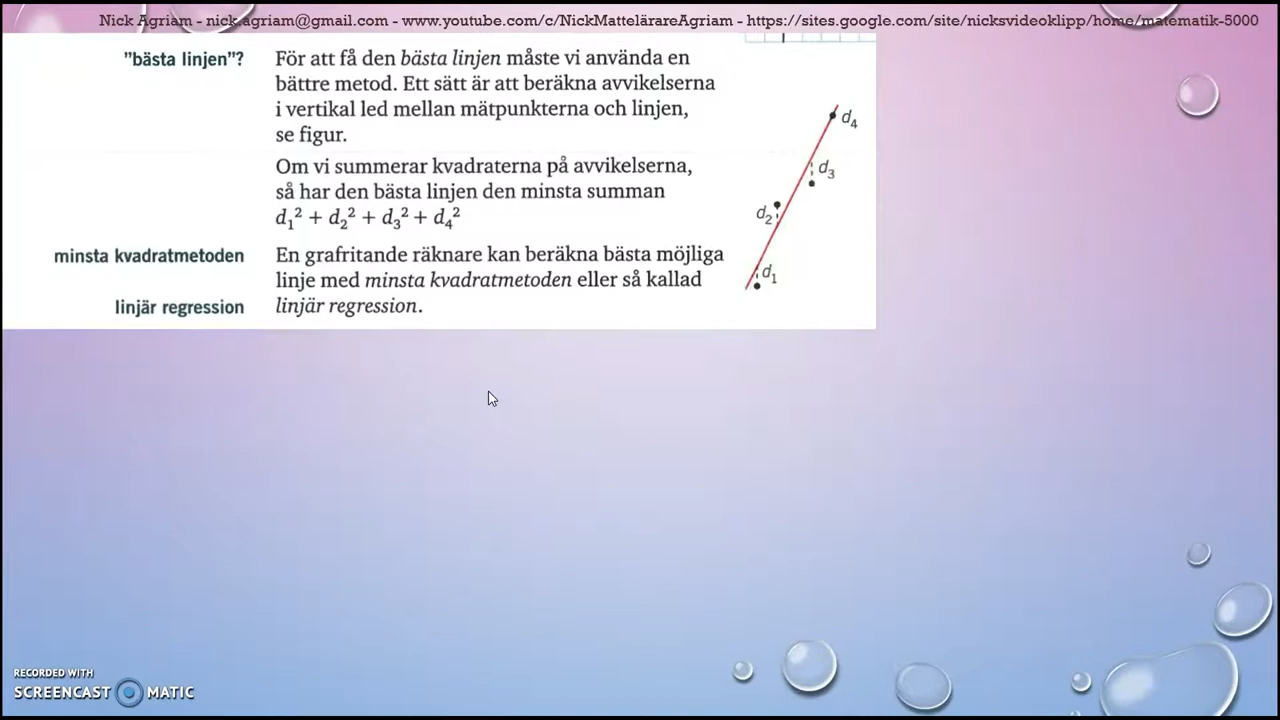 Nick Agriam - nick.agriam@gmail.com - www.youtube.com/c/NickMattelärareAgriam - https://sites.google.com/site/nicksvideoklipp/home/matematik-5000
”bästa linjen”?
För att få den bästa linjen måste vi använda en
bättre metod. Ett sätt är att beräkna avvikelserna
i vertikal led mellan mätpunkterna och linjen,
se figur.
Om vi summerar kvadraterna på avvikelserna,
så har den bästa linjen den minsta summan
d₁² + d₂² + d₃² + d₄²
minsta kvadratmetoden
En grafritande räknare kan beräkna bästa möjliga
linje med minsta kvadratmetoden eller så kallad
linjär regression
linjär regression.
d₄
d₃
d₂
d₁
RECORDED WITH
SCREENCAST MATIC